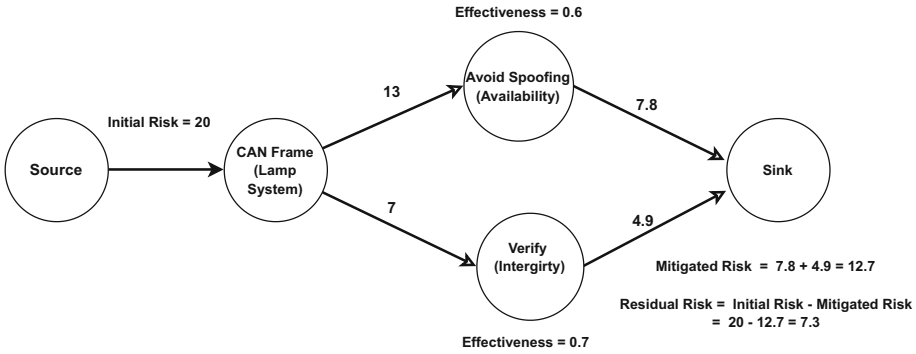 Effectiveness = 0.6
Avoid Spoofing
(Availability)
13
7.8
Initial Risk = 20
Source
CAN Frame
(Lamp
System)
Sink
7
4.9
Verify
(Intergirty)
Mitigated Risk = 7.8 + 4.9 = 12.7
Residual Risk = Initial Risk - Mitigated Risk
= 20 - 12.7 = 7.3
Effectiveness = 0.7